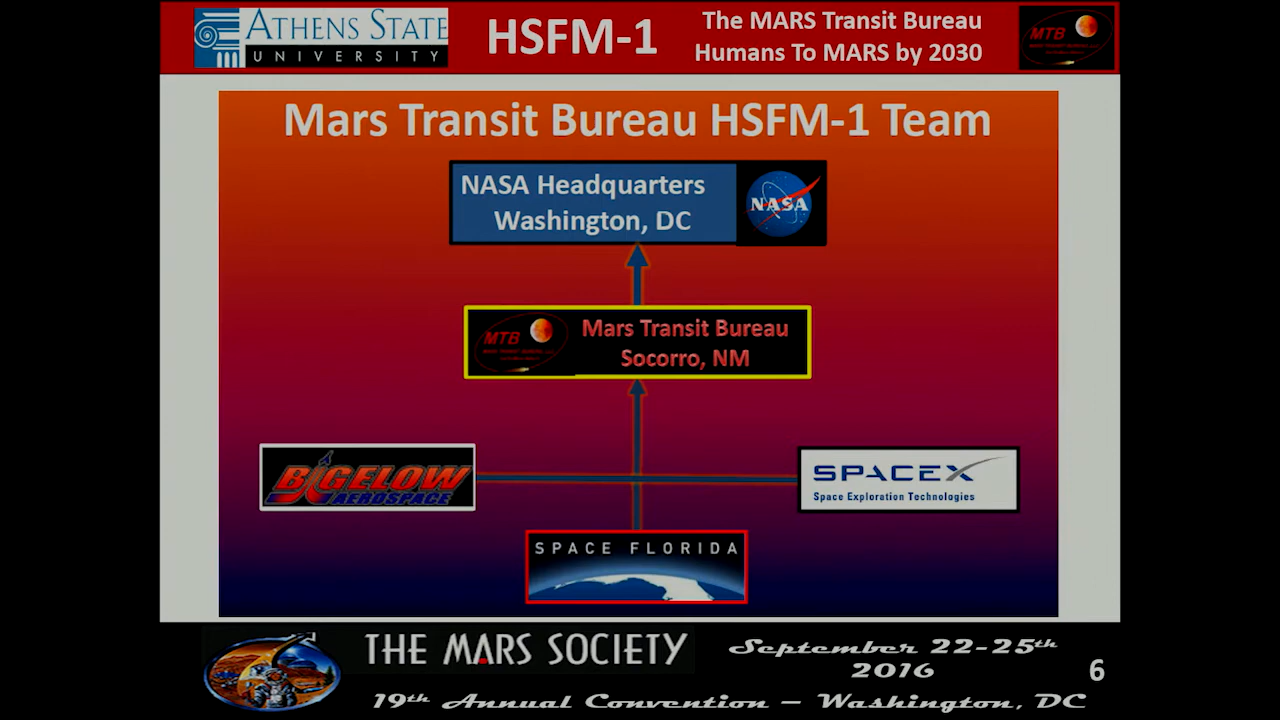 ATHENS STATE
UNIVERSITY
HSFM-1
The MARS Transit Bureau
Humans To MARS by 2030
MTB
Mars Transit Bureau HSFM-1 Team
NASA Headquarters
Washington, DC
NASA
MTB
Mars Transit Bureau
Socorro, NM
BIGELOW
AEROSPACE
SPACEX
Space Exploration Technologies
SPACE FLORIDA
THE MARS SOCIETY
September 22-25th
2016
6
19th Annual Convention – Washington, DC